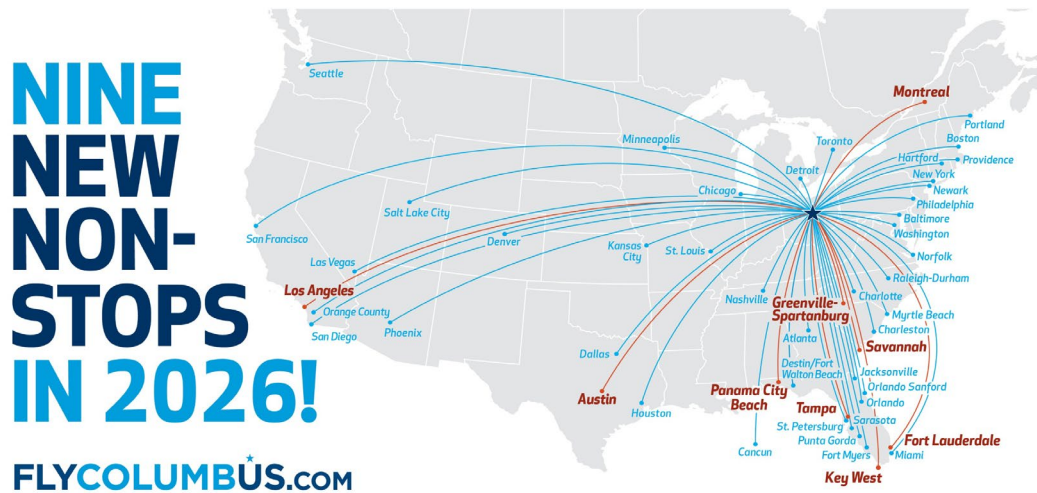 NINE
NEW
NON-
STOPS
IN 2026!
FLYCOLUMBUS.COM
Seattle
Montreal
Portland
Minneapolis
Toronto
Boston
Hartford
Providence
Detroit
New York
Chicago
Newark
Salt Lake City
Philadelphia
Baltimore
San Francisco
Denver
Washington
Kansas
City
St. Louis
Norfolk
Las Vegas
Raleigh-Durham
Los Angeles
Nashville
Greenville-
Spartanburg
Charlotte
Orange County
Myrtle Beach
San Diego
Phoenix
Atlanta
Charleston
Dallas
Savannah
Destin/Fort
Walton Beach
Jacksonville
Orlando Sanford
Austin
Panama City
Beach
Orlando
Houston
Tampa
Sarasota
St. Petersburg
Punta Gorda
Fort Lauderdale
Cancun
Fort Myers
Miami
Key West